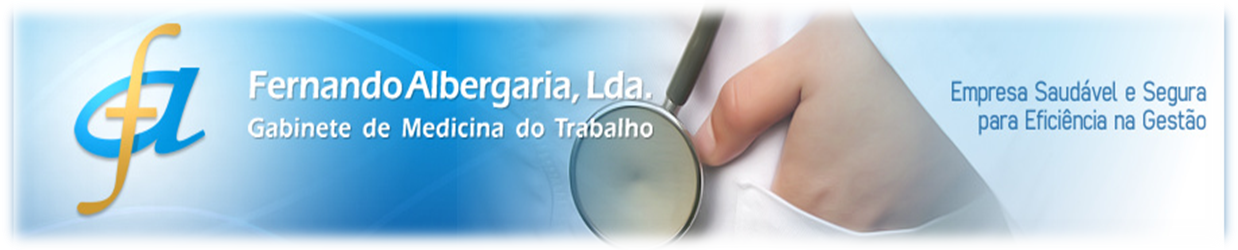 fa
Fernando Albergaria, Lda.
Gabinete de Medicina do Trabalho
Empresa Saudável e Segura
para Eficiência na Gestão